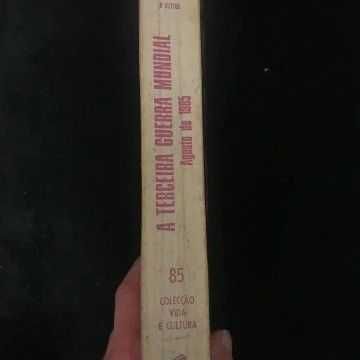 A TERCEIRA GUERRA MUNDIAL
Agosto de 1985
85
COLECÇÃO
VIDA
E CULTURA